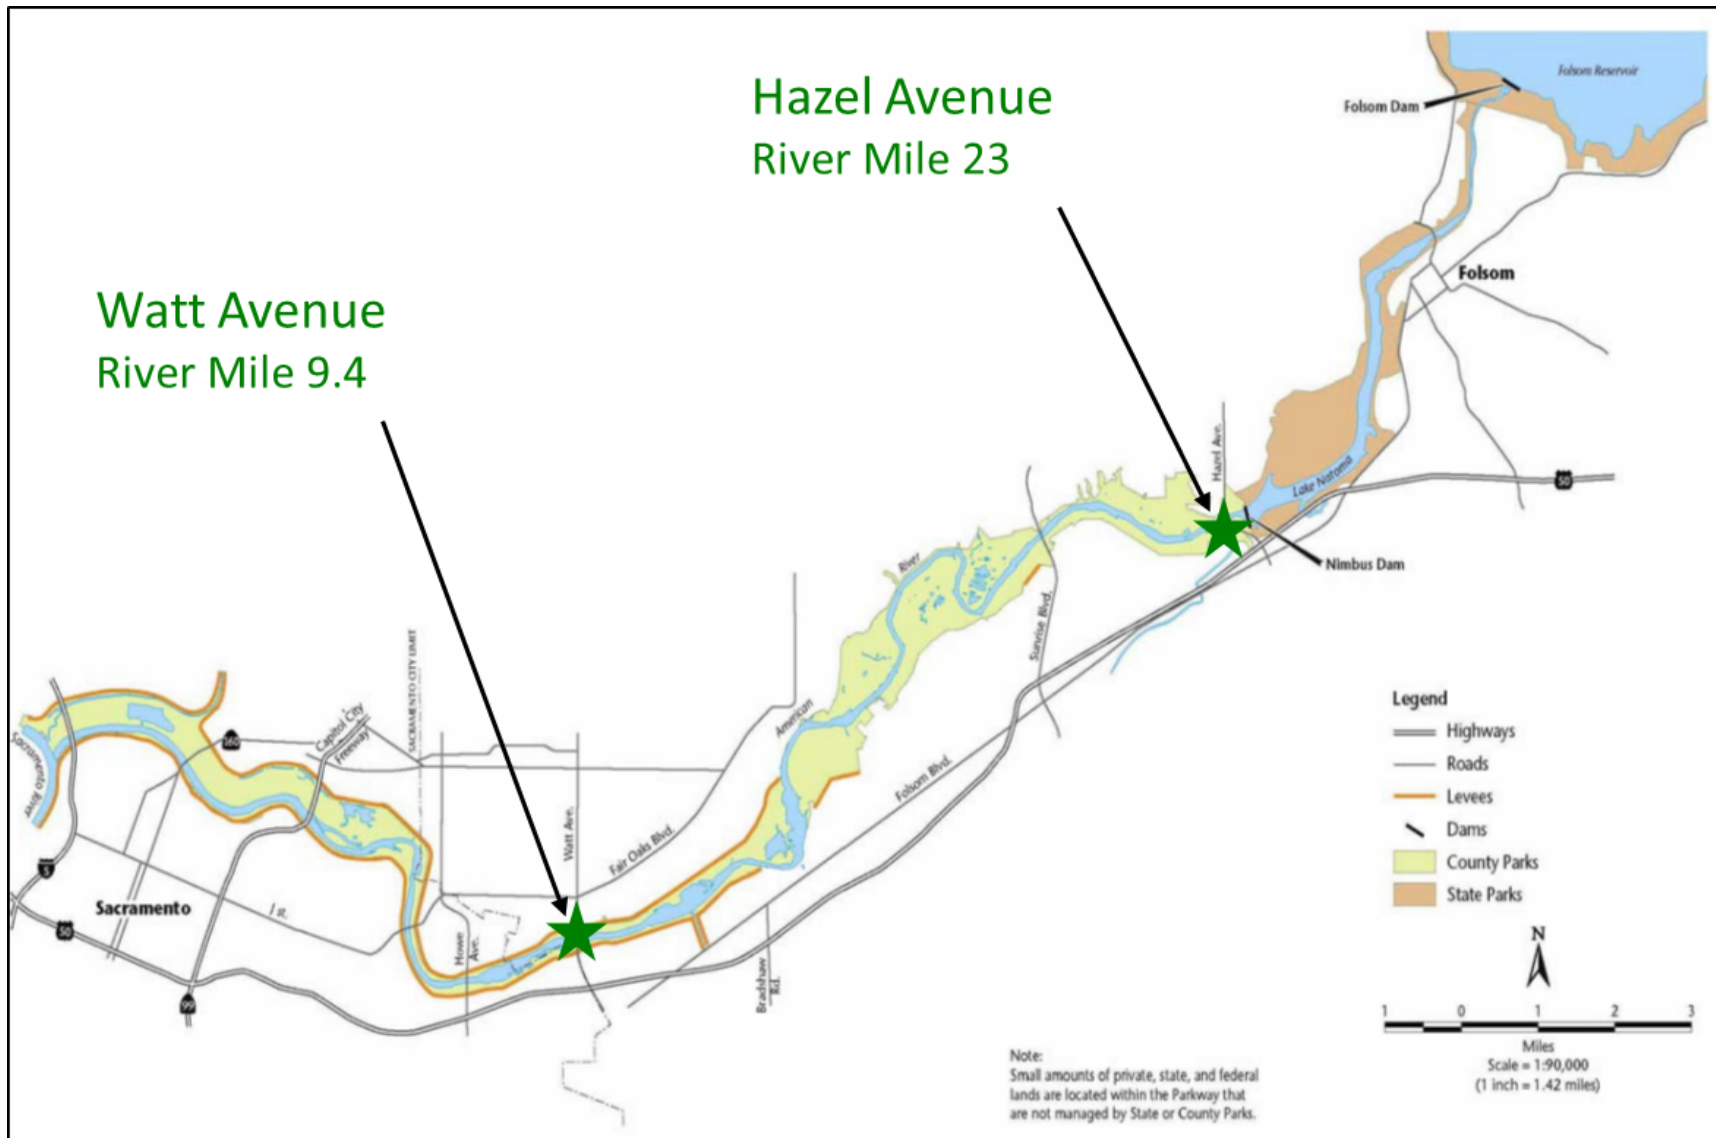 Hazel Avenue
River Mile 23
Folsom Reservoir
Folsom Dam
Folsom
Watt Avenue
River Mile 9.4
Hazel Ave.
Lake Natoma
50
Nimbus Dam
River
Sunrise Blvd.
American
SACRAMENTO CITY LIMIT
Capitol City
Freeway
160
Sacramento River
Folsom Blvd.
Watt Ave.
Fair Oaks Blvd.
5
Sacramento
J st.
50
Howe
Ave.
99
Bradshaw
Rd.
Legend
Highways
Roads
Levees
Dams
County Parks
State Parks
N
1 0 1 2 3
Miles
Scale = 1:90,000
(1 inch = 1.42 miles)
Note:
Small amounts of private, state, and federal
lands are located within the Parkway that
are not managed by State or County Parks.